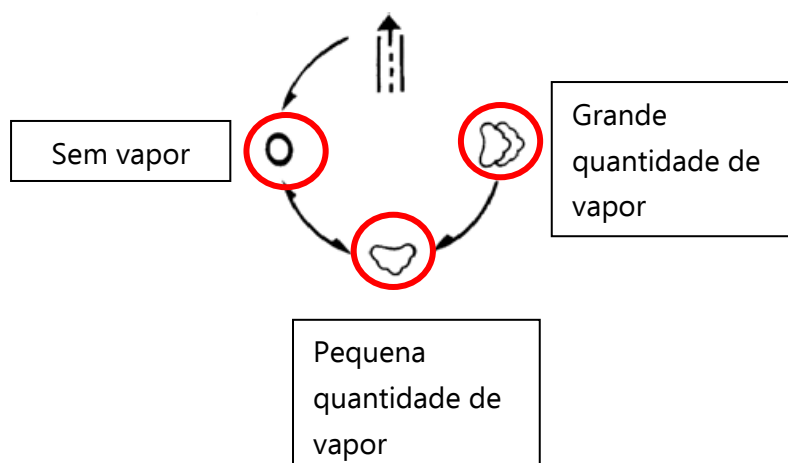 Sem vapor
Grande
quantidade de
vapor
Pequena
quantidade de
vapor